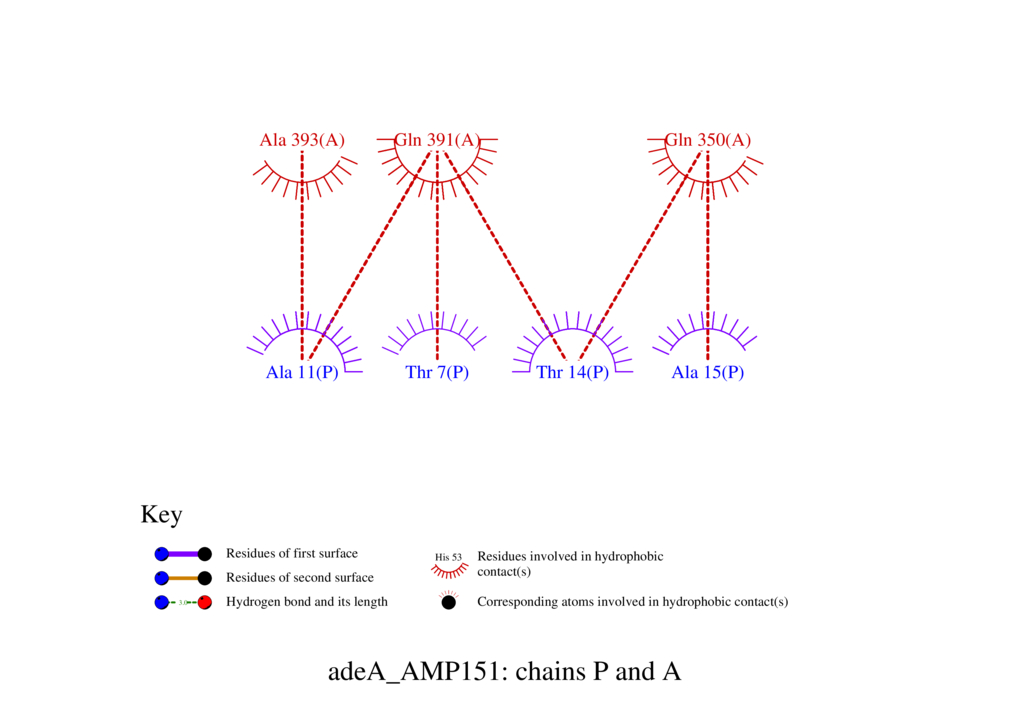 Ala 393(A) Gln 391(A) Gln 350(A)
Ala 11(P) Thr 7(P) Thr 14(P) Ala 15(P)
Key
Residues of first surface
Residues of second surface
3.0
Hydrogen bond and its length
His 53
Residues involved in hydrophobic
contact(s)
Corresponding atoms involved in hydrophobic contact(s)
adeA_AMP151: chains P and A